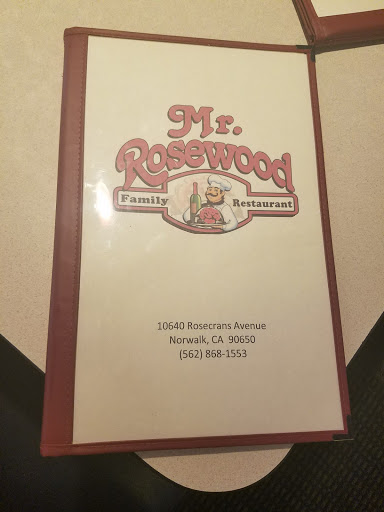 Mr.
Rosewood
Family Restaurant
10640 Rosecrans Avenue
Norwalk, CA 90650
(562) 868-1553